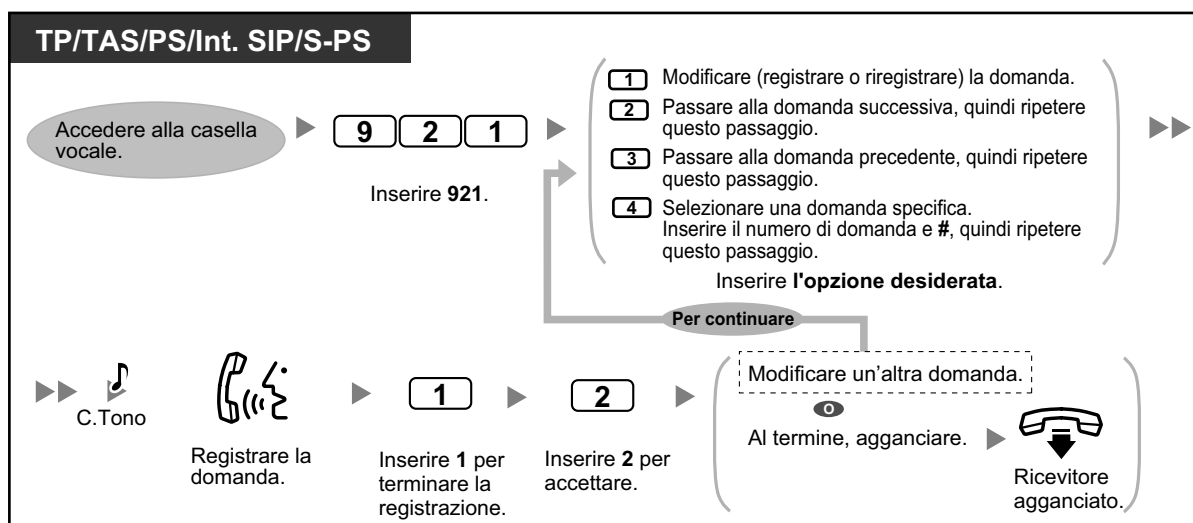 TP/TAS/PS/Int. SIP/S-PS
Accedere alla casella
vocale.
9 2 1
Inserire 921.
1 Modificare (registrare o riregistrare) la domanda.
2 Passare alla domanda successiva, quindi ripetere
questo passaggio.
3 Passare alla domanda precedente, quindi ripetere
questo passaggio.
4 Selezionare una domanda specifica.
Inserire il numero di domanda e #, quindi ripetere
questo passaggio.
Inserire l'opzione desiderata.
Per continuare
C.Tono
Registrare la
domanda.
1
Inserire 1 per
terminare la
registrazione.
2
Inserire 2 per
accettare.
Modificare un'altra domanda.
O
Al termine, agganciare.
Ricevitore
agganciato.